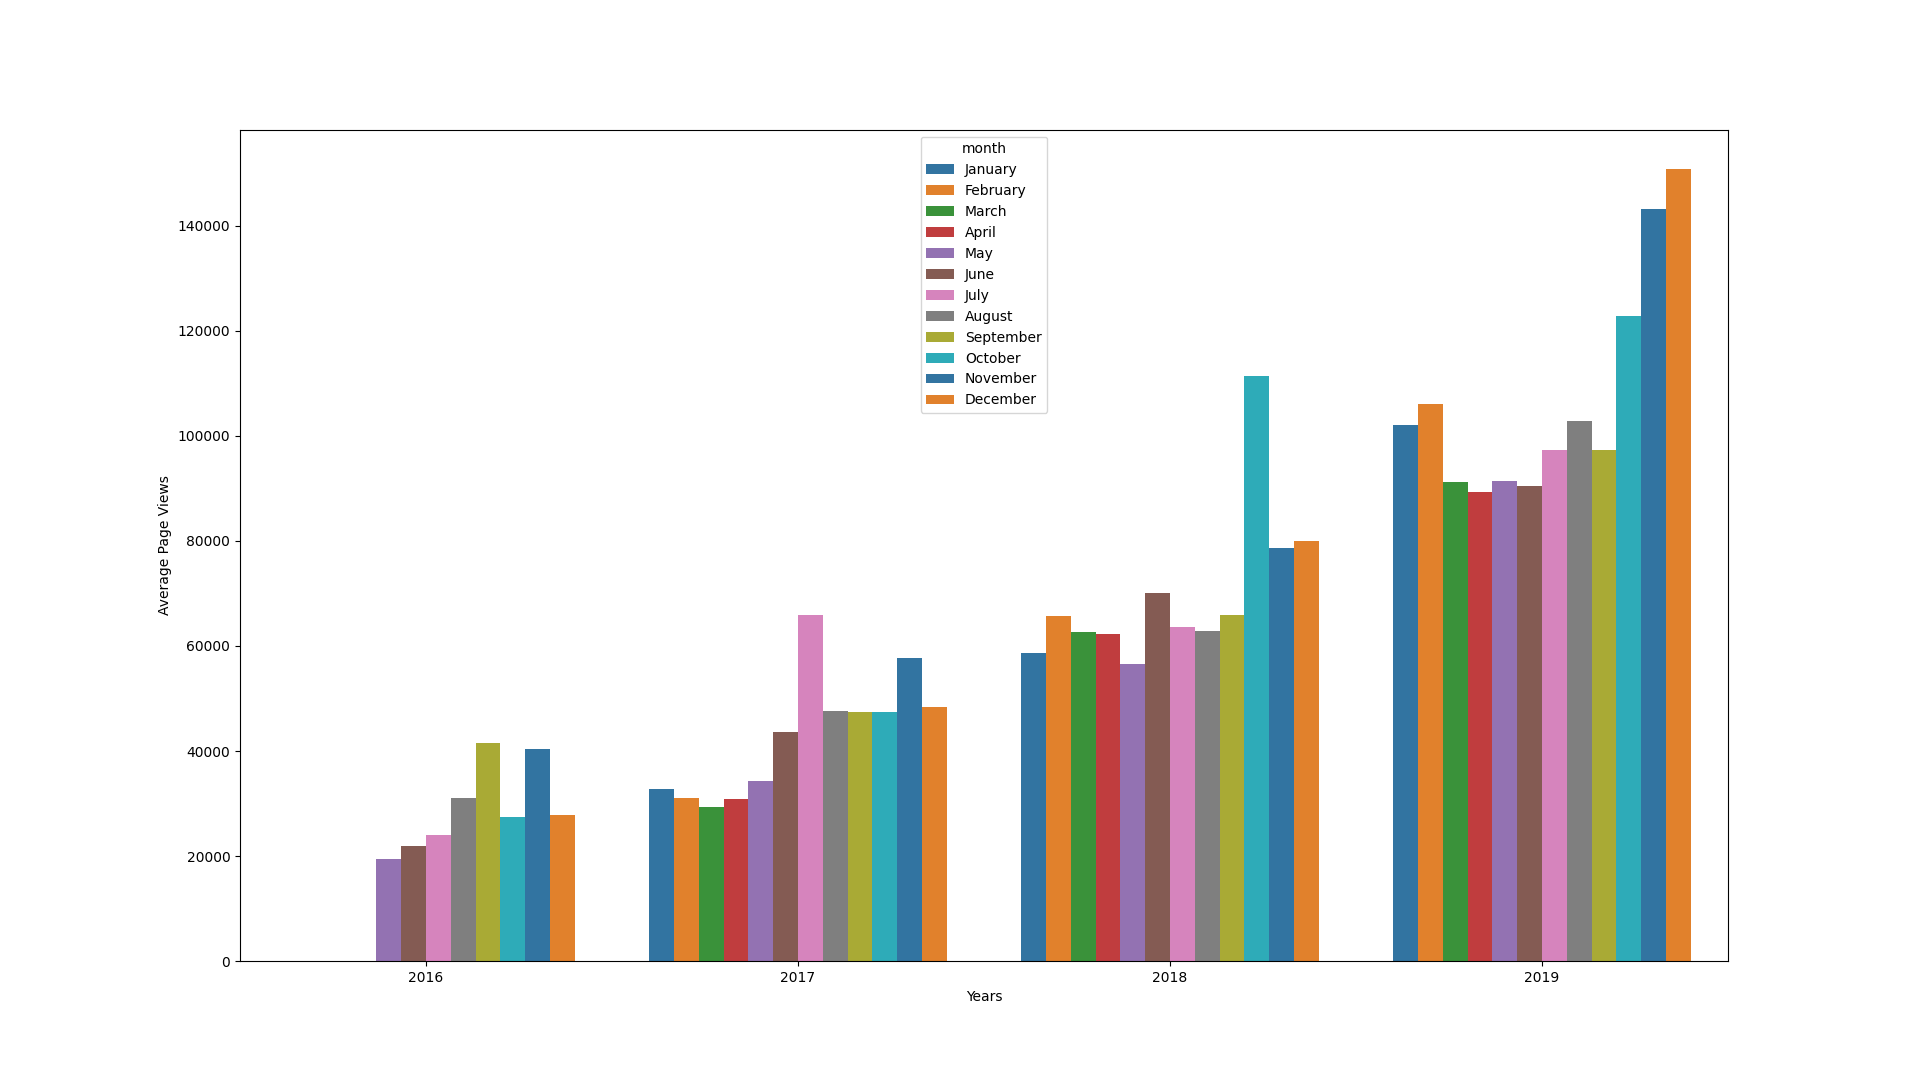 month
January
February
March
April
May
June
July
August
September
October
November
December
140000
120000
100000
80000
60000
40000
20000
0
Average Page Views
2016 2017 2018 2019
Years